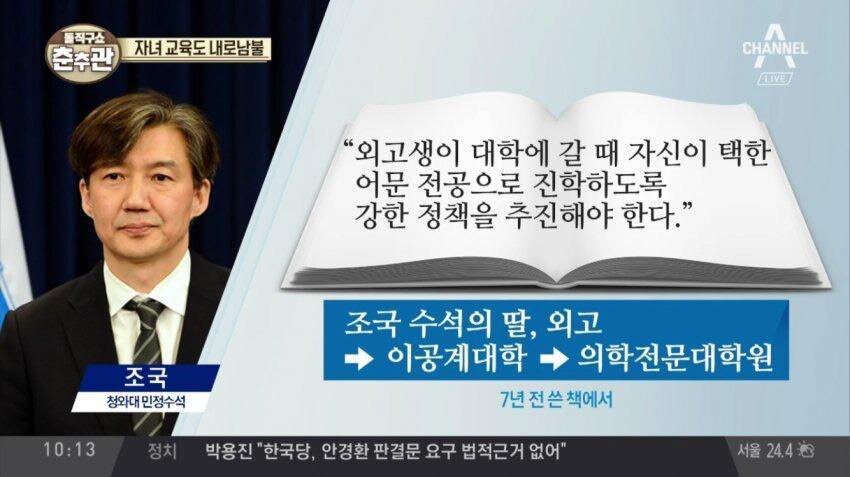 돌직구쇼
춘추관
자녀 교육도 내로남불
CHANNEL A
LIVE
“외고생이 대학에 갈 때 자신이 택한
어문 전공으로 진학하도록
강한 정책을 추진해야 한다.”
조국 수석의 딸, 외고
➡ 이공계대학 ➡ 의학전문대학원
7년 전 쓴 책에서
조국
청와대 민정수석
10:13 정치 박용진 "한국당, 안경환 판결문 요구 법적근거 없어" 서울 24.4